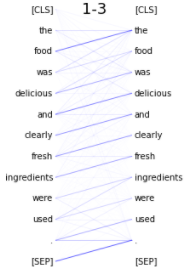 1-3
[CLS] [CLS]
the the
food food
was was
delicious delicious
and and
clearly clearly
fresh fresh
ingredients ingredients
were were
used used
. .
[SEP] [SEP]